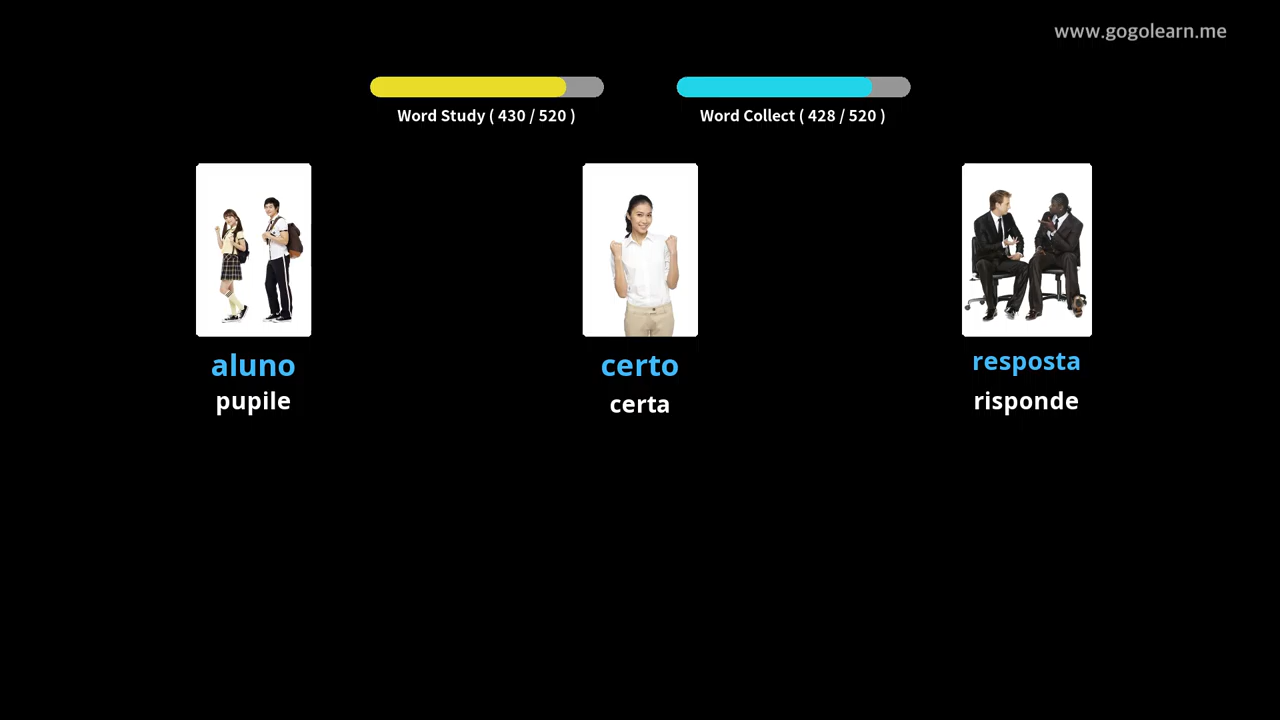 www.gogolearn.me
Word Study ( 430 / 520 )
Word Collect ( 428 / 520 )
aluno
pupile
certo
certa
resposta
risponde